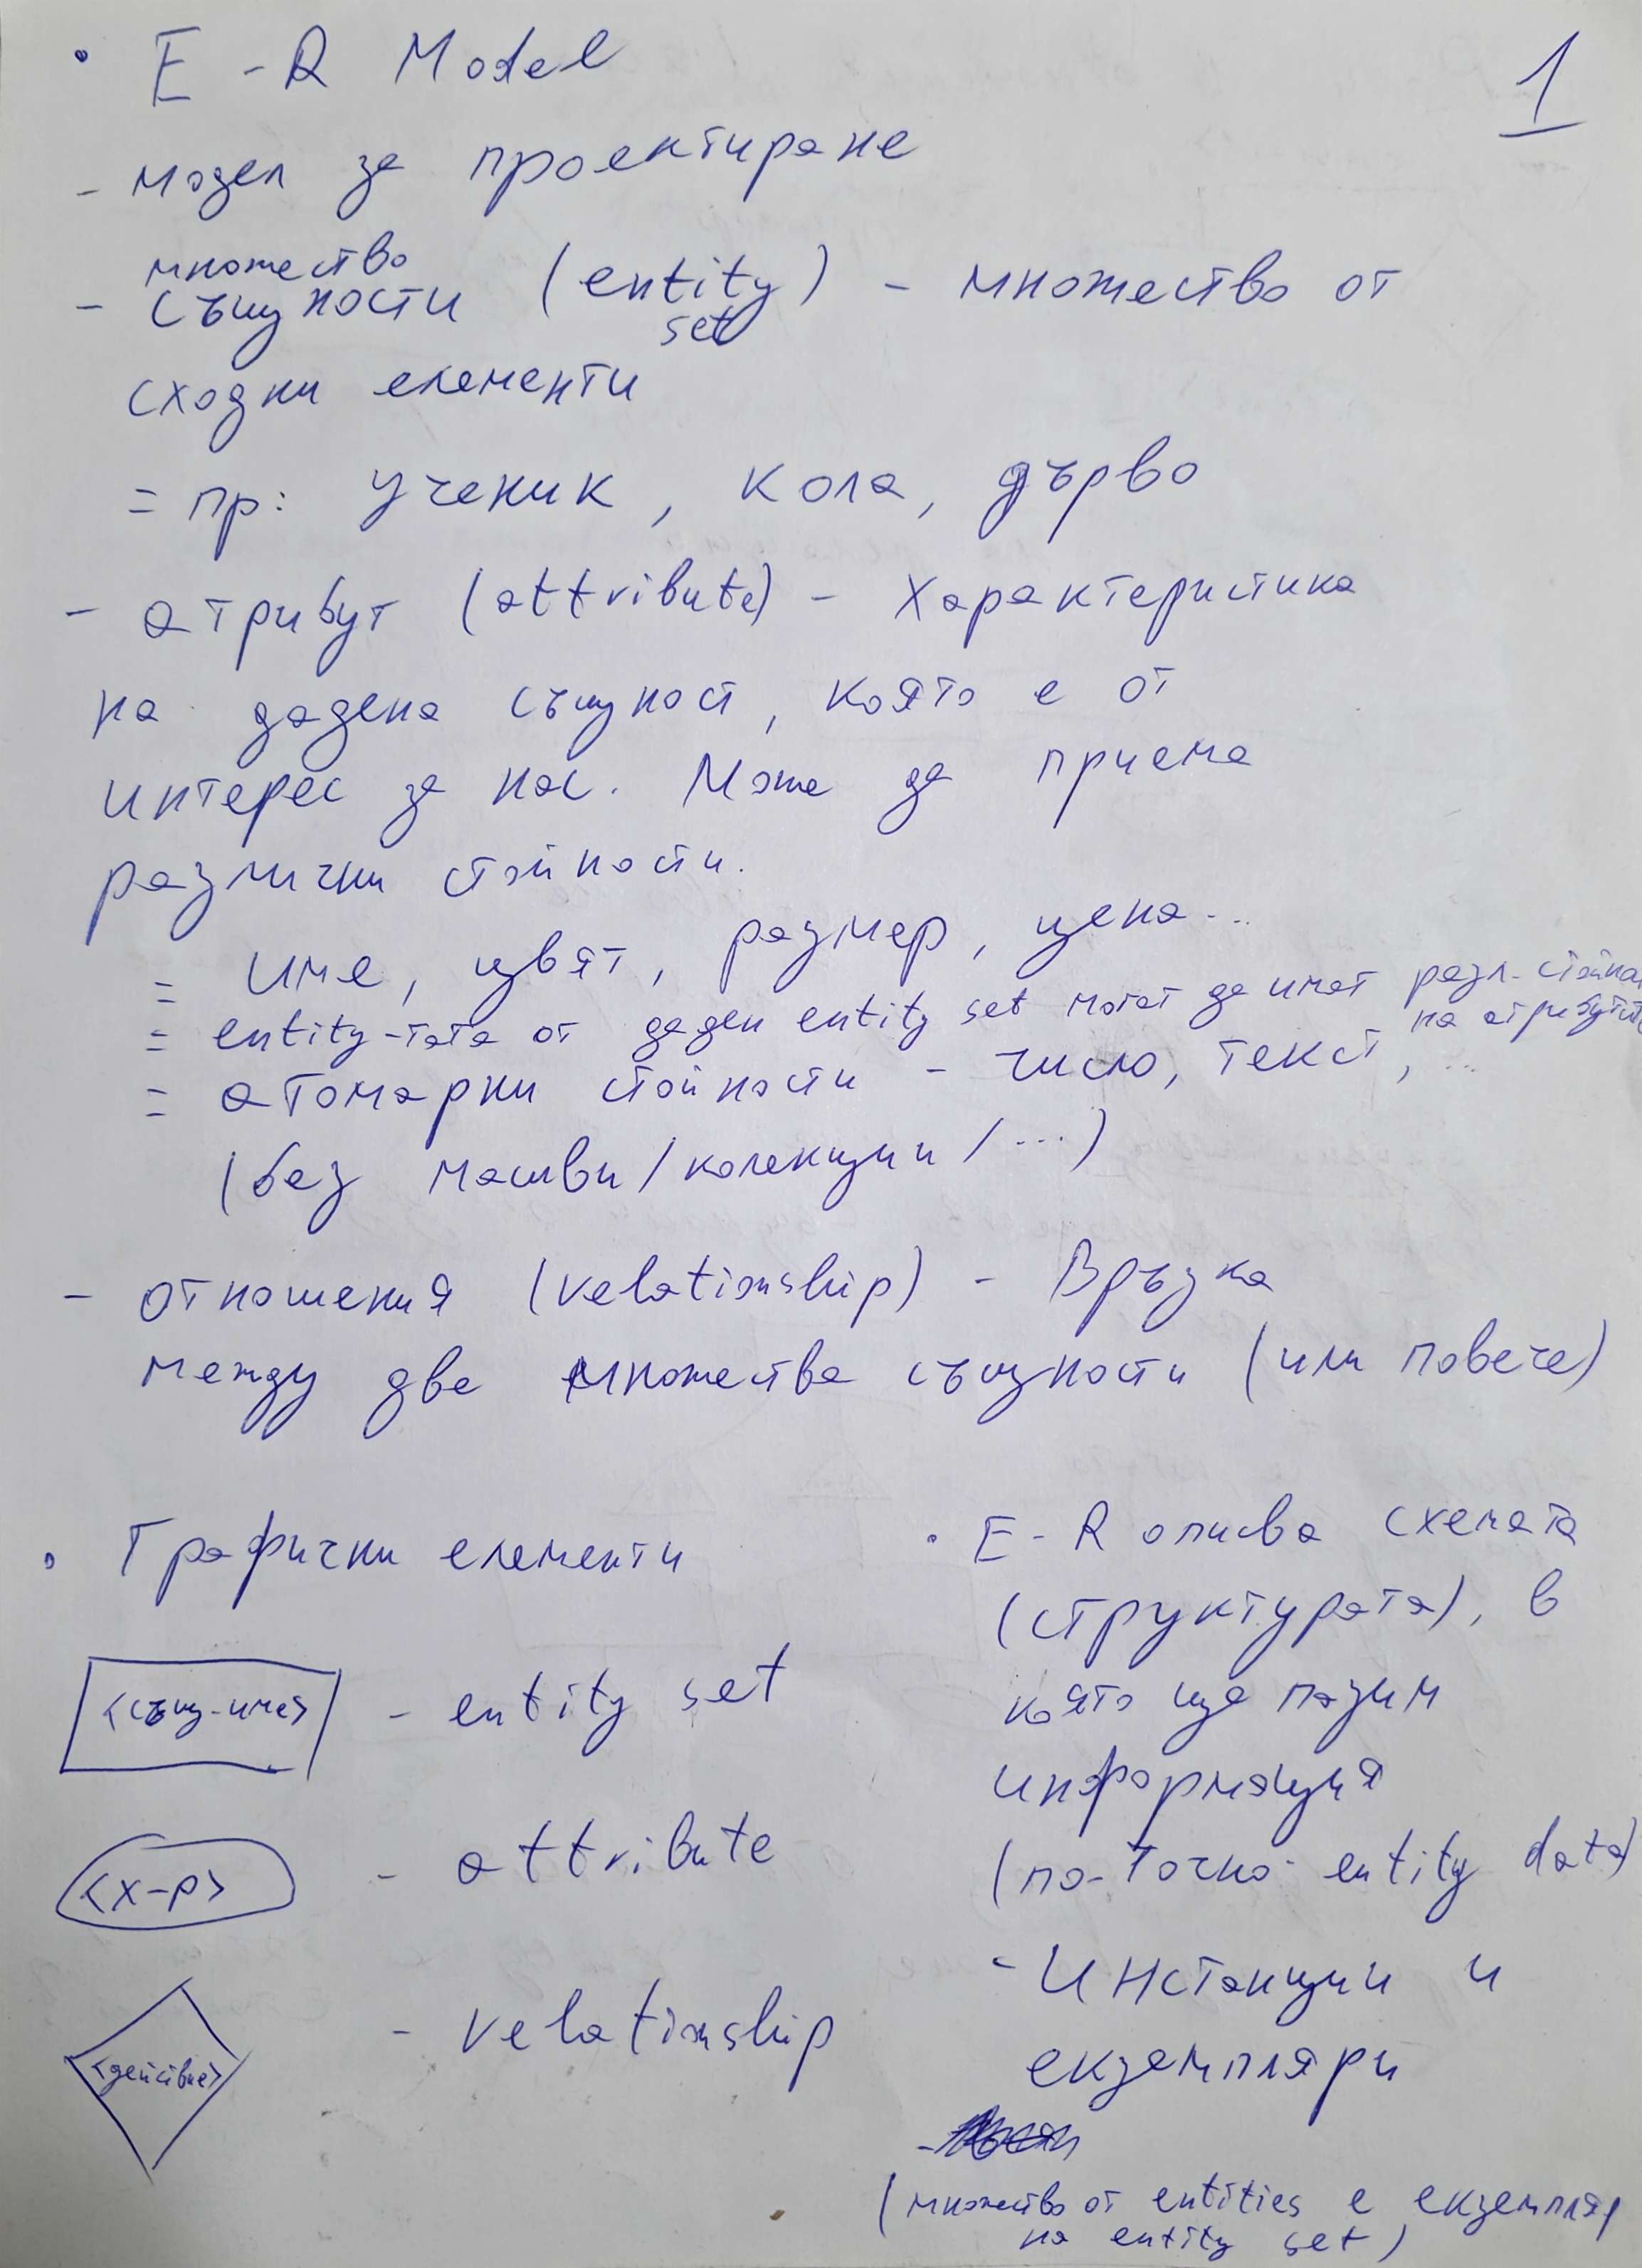 • E-R Model
1
- модел за проектиране
множество
- същности (entity) - множество от
set
сходни елементи
= пр: ученик, кола, дърво
- атрибут (attribute) - Характеристика
на дадена същност, която е от
интерес за нас. Може да приема
различни стойности.
= име, цвят, размер, цена...
= entity-тата от даден entity set могат да имат разл. стойнос
на атрибутите
= атомарни стойности - число, текст, ...
(без масиви/колекции/...)
- отношения (relationship) - Връзка
между две множества същности (или повече)
• Графични елементи
<същ-име> - entity set
<х-р> - attribute
<действие> - relationship
• E-R описва схемата
(структурата), в
която ще пазим
информация
(по-точно entity data)
- Инстанции и
екземпляри
(множество от entities е екземпляр
на entity set)